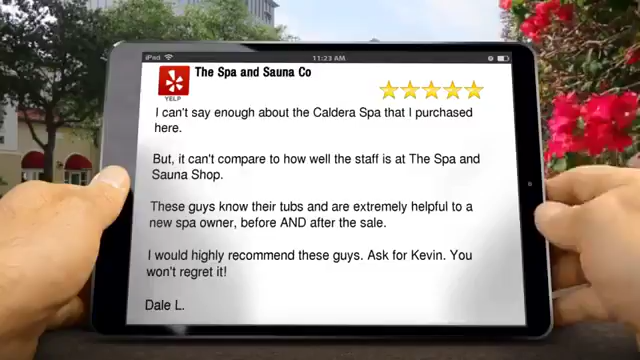 iPad 11:23 AM
The Spa and Sauna Co
YELP
I can't say enough about the Caldera Spa that I purchased
here.
But, it can't compare to how well the staff is at The Spa and
Sauna Shop.
These guys know their tubs and are extremely helpful to a
new spa owner, before AND after the sale.
I would highly recommend these guys. Ask for Kevin. You
won't regret it!
Dale L.